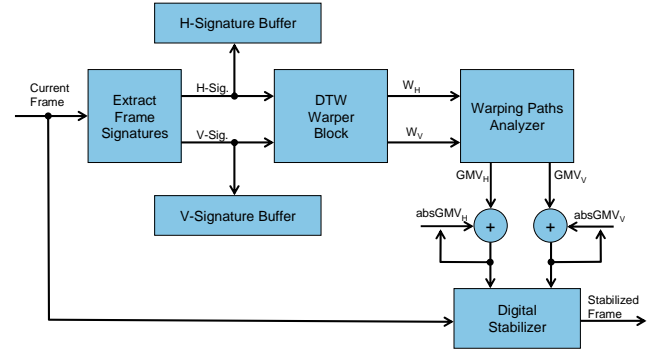 H-Signature Buffer
Current
Frame
Extract
Frame
Signatures
H-Sig.
V-Sig.
DTW
Warper
Block
W_H
W_V
Warping Paths
Analyzer
V-Signature Buffer
GMV_H
GMV_V
absGMV_H
+
+
absGMV_V
Digital
Stabilizer
Stabilized
Frame